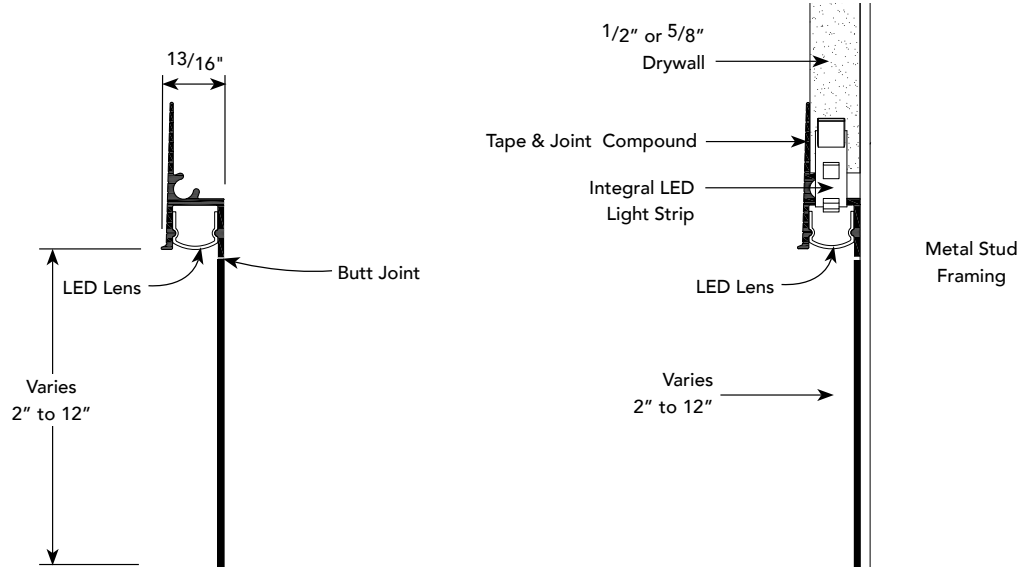 13/16"
LED Lens
Butt Joint
Varies
2” to 12”
1/2” or 5/8”
Drywall
Tape & Joint Compound
Integral LED
Light Strip
LED Lens
Varies
2” to 12”
Metal Stud
Framing